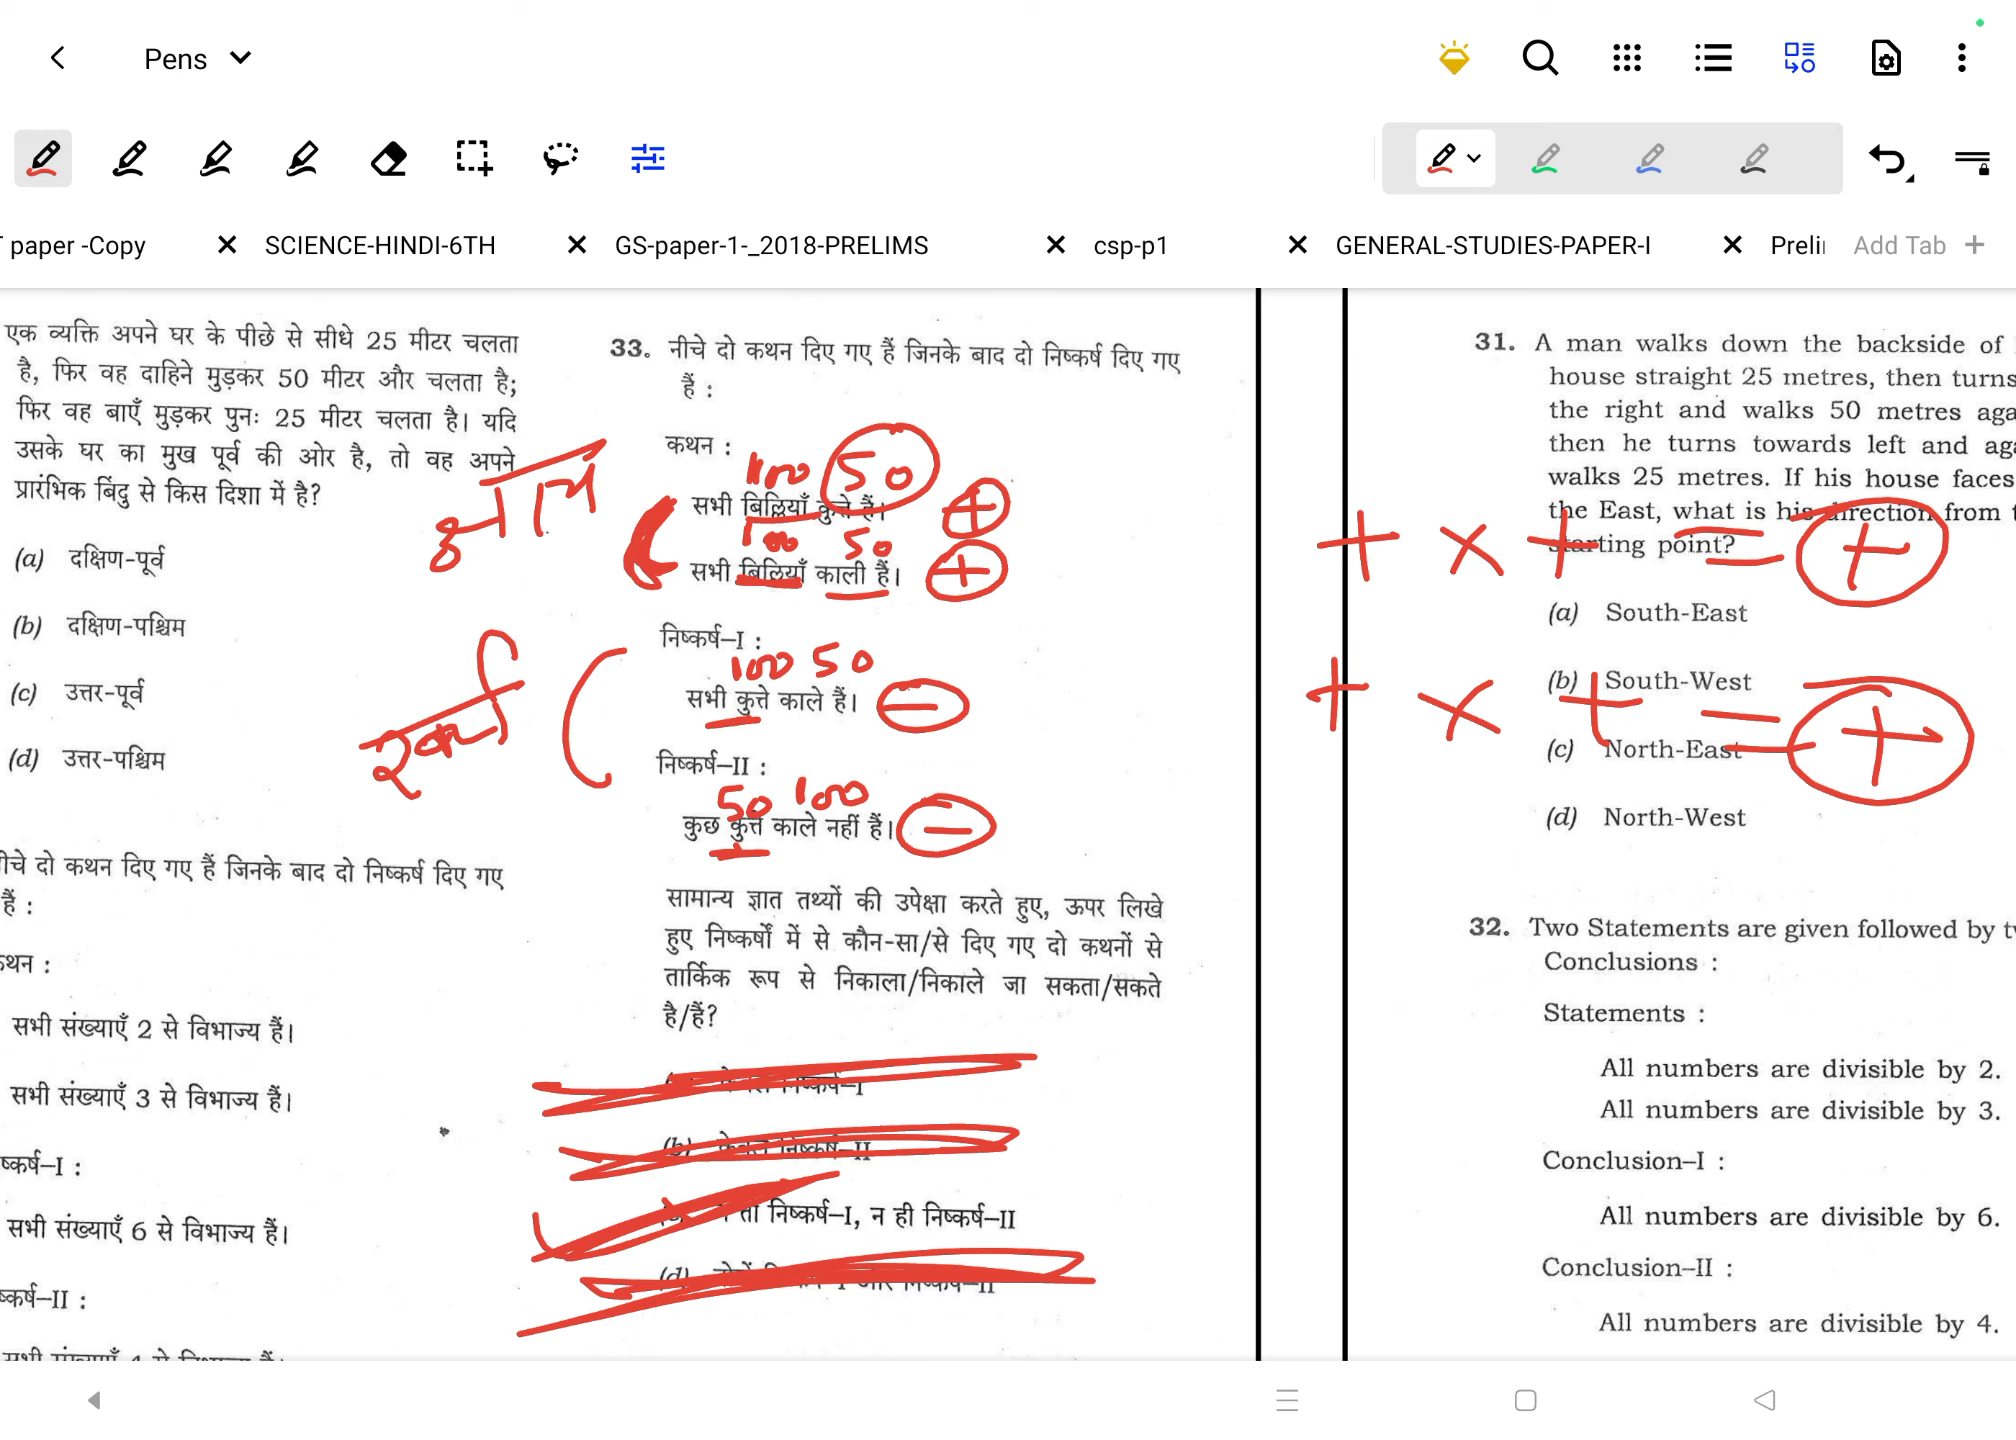 Pens
paper -Copy
SCIENCE-HINDI-6TH
GS-paper-1-_2018-PRELIMS
csp-p1
GENERAL-STUDIES-PAPER-I
Add Tab +
एक व्यक्ति अपने घर के पीछे से सीधे 25 मीटर चलता
है, फिर वह दाहिने मुड़कर 50 मीटर और चलता है;
फिर वह बाएँ मुड़कर पुनः 25 मीटर चलता है। यदि
उसके घर का मुख पूर्व की ओर है, तो वह अपने
प्रारंभिक बिंदु से किस दिशा में है?
(a) दक्षिण-पूर्व
(b) दक्षिण-पश्चिम
(c) उत्तर-पूर्व
(d) उत्तर-पश्चिम
दो कथन दिए गए हैं जिनके बाद दो निष्कर्ष दिए गए
हैं :
सभी संख्याएँ 2 से विभाज्य हैं।
सभी संख्याएँ 3 से विभाज्य हैं।
सभी संख्याएँ 6 से विभाज्य हैं।
33. नीचे दो कथन दिए गए हैं जिनके बाद दो निष्कर्ष दिए गए
हैं :
कथन :
100 50
सभी बिल्लियाँ कुत्ते हैं। +
100 50
सभी बिल्लियाँ काली हैं। +
निष्कर्ष–I :
100 50
सभी कुत्ते काले हैं। −
निष्कर्ष–II :
50 100
कुछ कुत्ते काले नहीं हैं। −
सामान्य ज्ञात तथ्यों की उपेक्षा करते हुए, ऊपर लिखे
हुए निष्कर्षों में से कौन-सा/से दिए गए दो कथनों से
तार्किक रूप से निकाला/निकाले जा सकता/सकते
है/हैं?
निष्कर्ष–I
(b) केवल निष्कर्ष–II
निष्कर्ष–I, न ही निष्कर्ष–II
(d) निष्कर्ष–II
31. A man walks down the backside of
house straight 25 metres, then turns
the right and walks 50 metres
then he turns towards left and
walks 25 metres. If his house faces
the East, what is his direction from
starting point?
+ × + = +
(a) South-East
(b) South-West
+ × + = +
(c) North-East
(d) North-West
32. Two Statements are given followed by
Conclusions :
Statements :
All numbers are divisible by 2.
All numbers are divisible by 3.
Conclusion–I :
All numbers are divisible by 6.
Conclusion–II :
All numbers are divisible by 4.